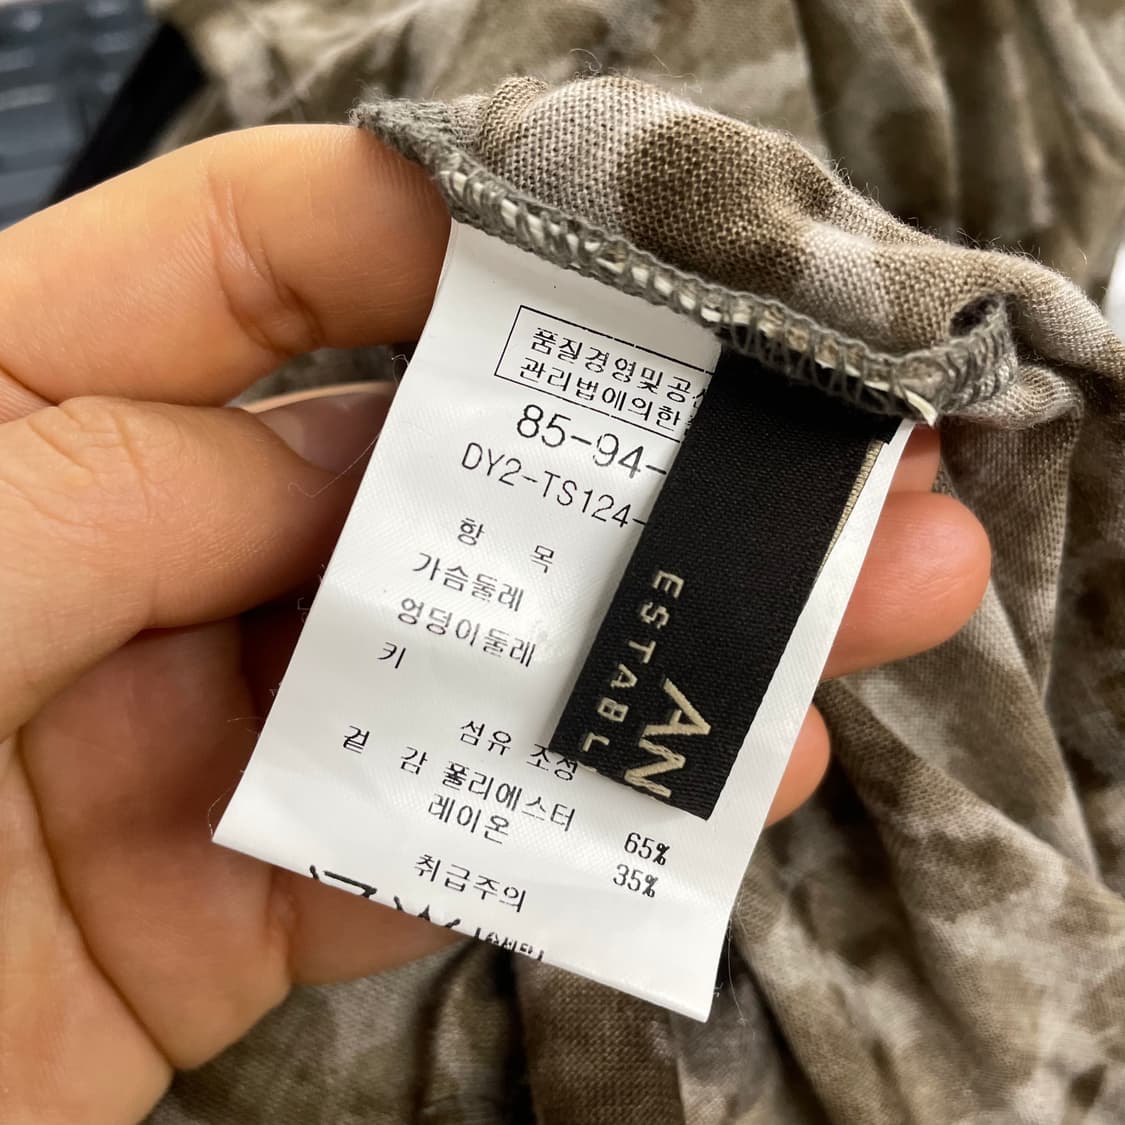 품질경영및공
관리법에의한
85-94-
DY2-TS124-
항 목
가슴둘레
엉덩이둘레
키
섬유 조성
겉 감 폴리에스터 65%
레이온 35%
취급주의
ESTABL
AN